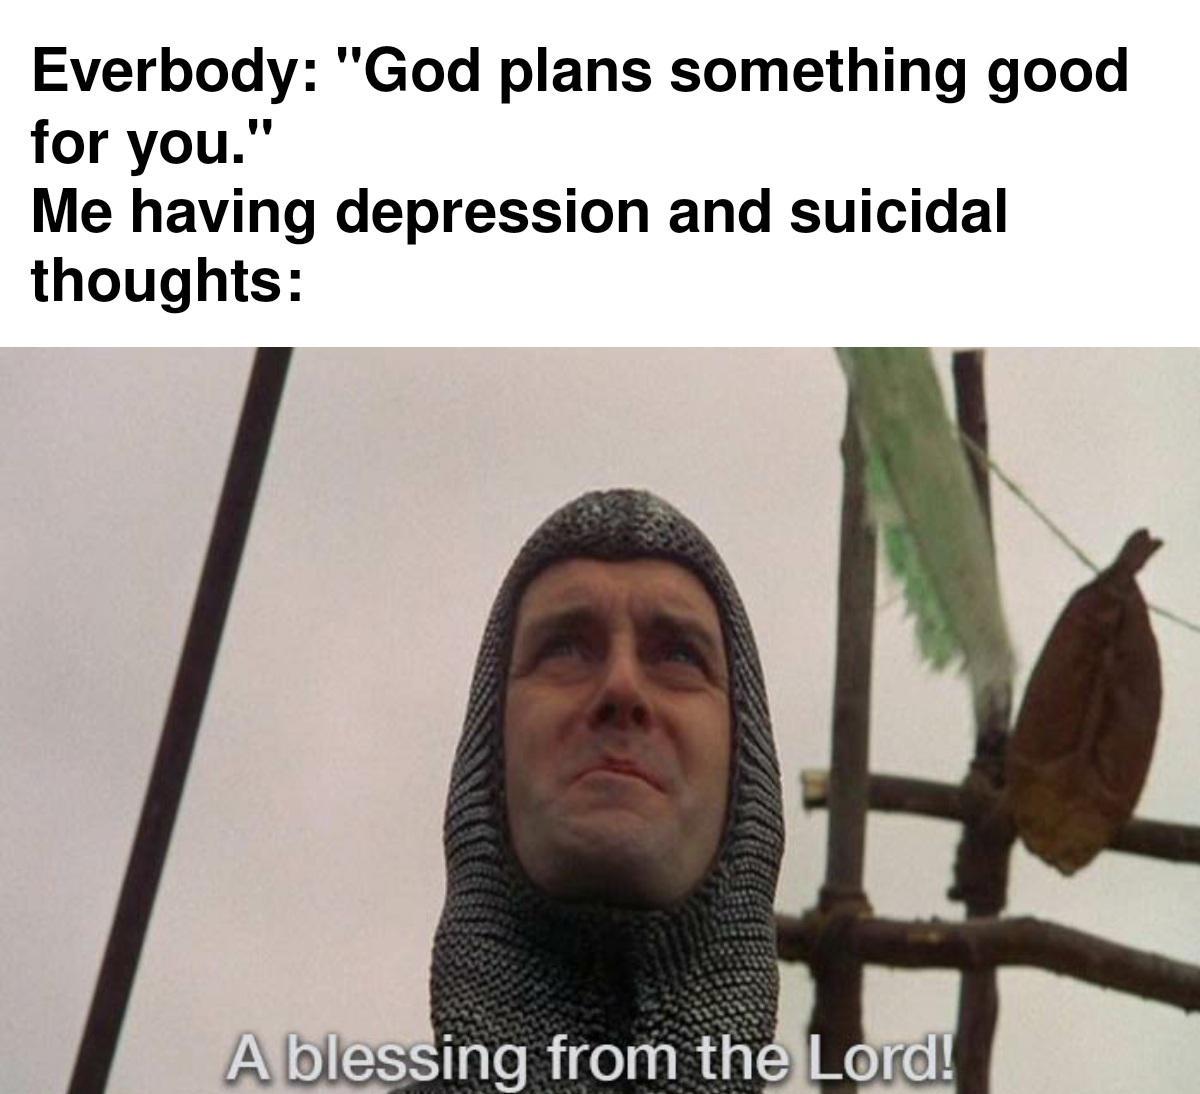 Everbody: "God plans something good
for you."
Me having depression and suicidal
thoughts:
A blessing from the Lord!